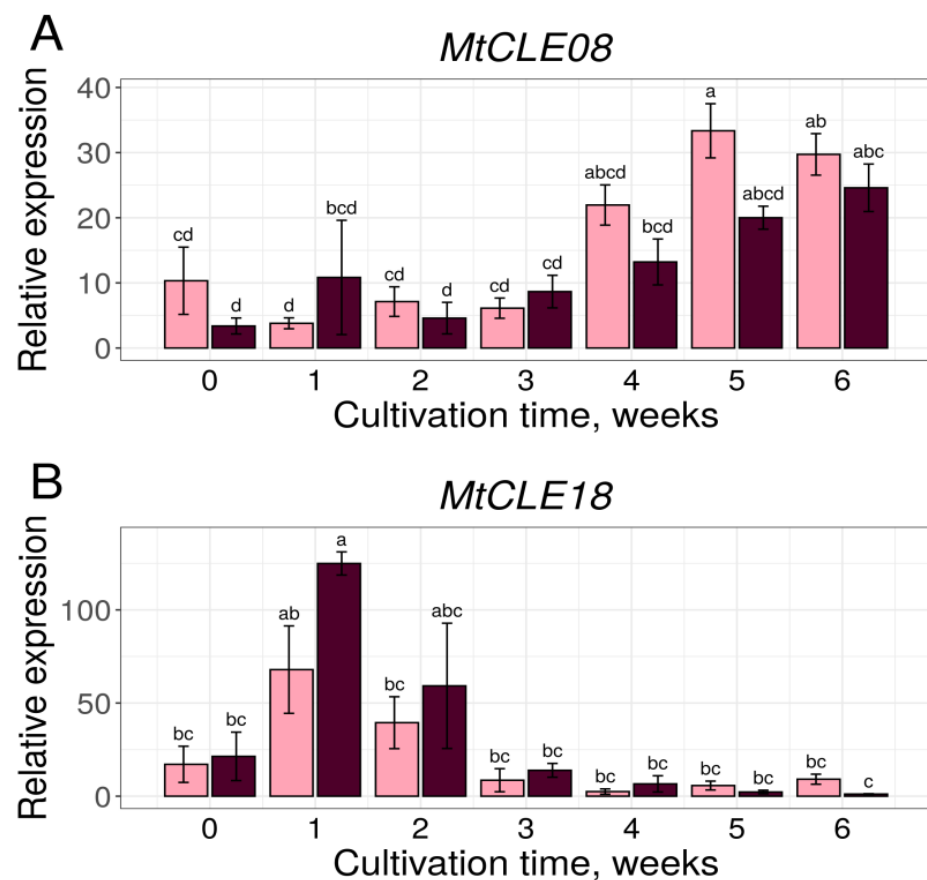 A
MtCLE08
Relative expression
40
30
20
10
0
cd d d bcd cd d cd cd abcd bcd a abcd ab abc
0 1 2 3 4 5 6
Cultivation time, weeks
B
MtCLE18
Relative expression
100
50
0
bc bc ab a bc abc bc bc bc bc bc bc bc c
0 1 2 3 4 5 6
Cultivation time, weeks